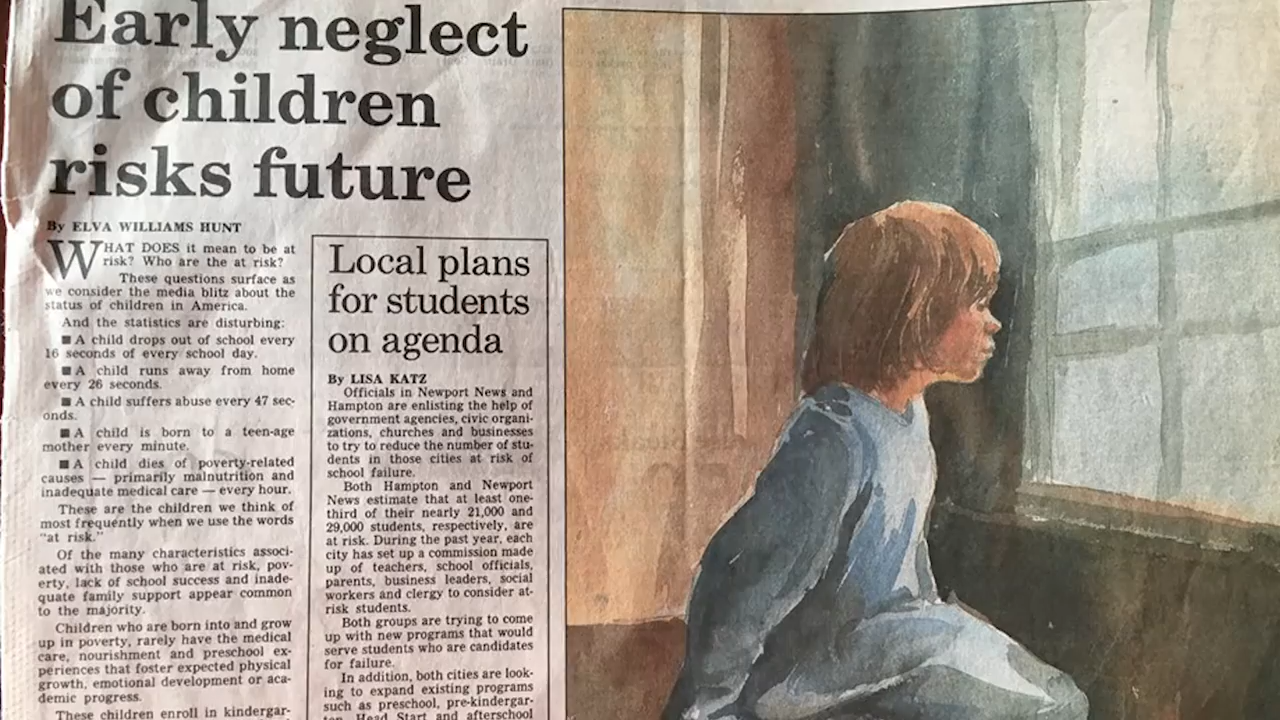 Early neglect
of children
risks future
By ELVA WILLIAMS HUNT
WHAT DOES it mean to be at
risk? Who are the at risk?
These questions surface as
we consider the media blitz about the
status of children in America.
And the statistics are disturbing:
■ A child drops out of school every
16 seconds of every school day.
■ A child runs away from home
every 26 seconds.
■ A child suffers abuse every 47 sec-
onds.
■ A child is born to a teen-age
mother every minute.
■ A child dies of poverty-related
causes — primarily malnutrition and
inadequate medical care — every hour.
These are the children we think of
most frequently when we use the words
"at risk."
Of the many characteristics associ-
ated with those who are at risk, pov-
erty, lack of school success and inade-
quate family support appear common
to the majority.
Children who are born into and grow
up in poverty, rarely have the medical
care, nourishment and preschool ex-
periences that foster expected physical
growth, emotional development or aca-
demic progress.
These children enroll in kindergar-
Local plans
for students
on agenda
By LISA KATZ
Officials in Newport News and
Hampton are enlisting the help of
government agencies, civic organi-
zations, churches and businesses
to try to reduce the number of stu-
dents in those cities at risk of
school failure.
Both Hampton and Newport
News estimate that at least one-
third of their nearly 21,000 and
29,000 students, respectively, are
at risk. During the past year, each
city has set up a commission made
up of teachers, school officials,
parents, business leaders, social
workers and clergy to consider at-
risk students.
Both groups are trying to come
up with new programs that would
serve students who are candidates
for failure.
In addition, both cities are look-
ing to expand existing programs
such as preschool, pre-kindergar-
ten, Head Start and afterschool